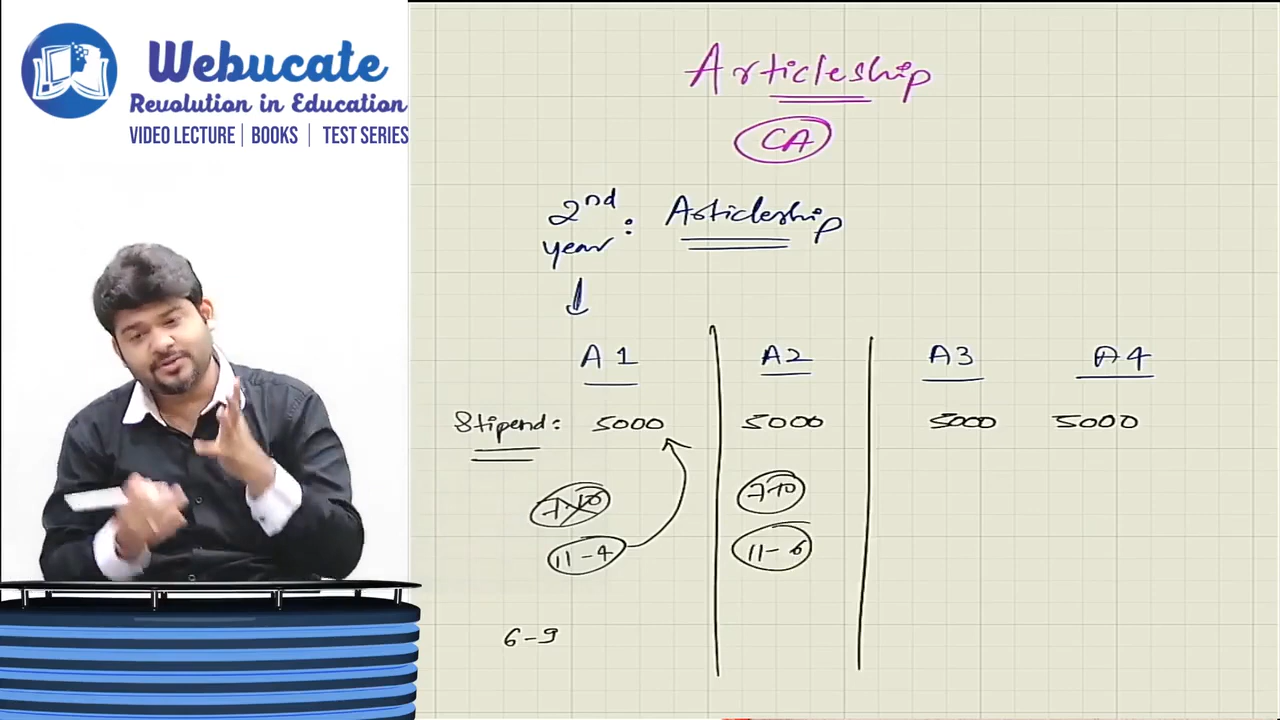 Webucate
Revolution in Education
VIDEO LECTURE | BOOKS | TEST SERIES
Articleship
CA
2nd year: Articleship
A1 A2 A3 A4
Stipend: 5000 5000 5000 5000
7-10 7-10
11-4 11-6
6-9